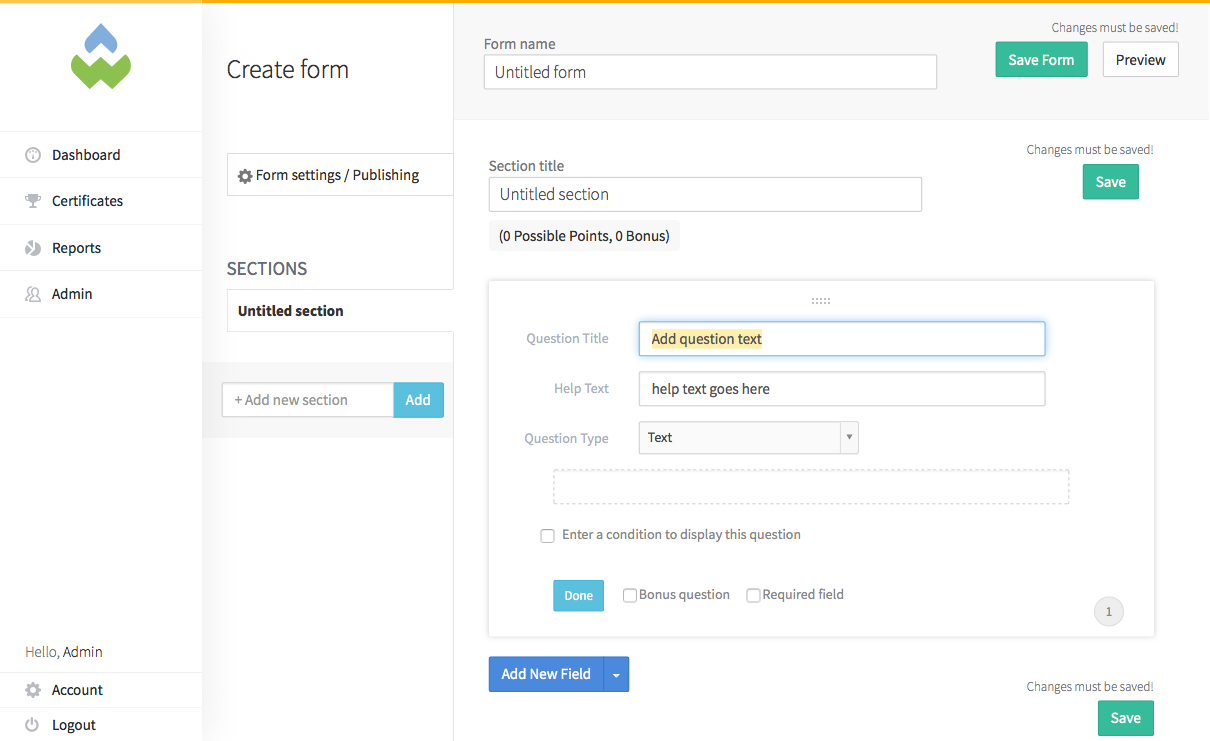 Dashboard
Certificates
Reports
Admin
Hello, Admin
Account
Logout
Create form
Form settings / Publishing
SECTIONS
Untitled section
+ Add new section
Add
Form name
Untitled form
Changes must be saved!
Save Form
Preview
Section title
Untitled section
(0 Possible Points, 0 Bonus)
Changes must be saved!
Save
Question Title
Add question text
Help Text
help text goes here
Question Type
Text
Enter a condition to display this question
Done
Bonus question
Required field
1
Add New Field
Changes must be saved!
Save